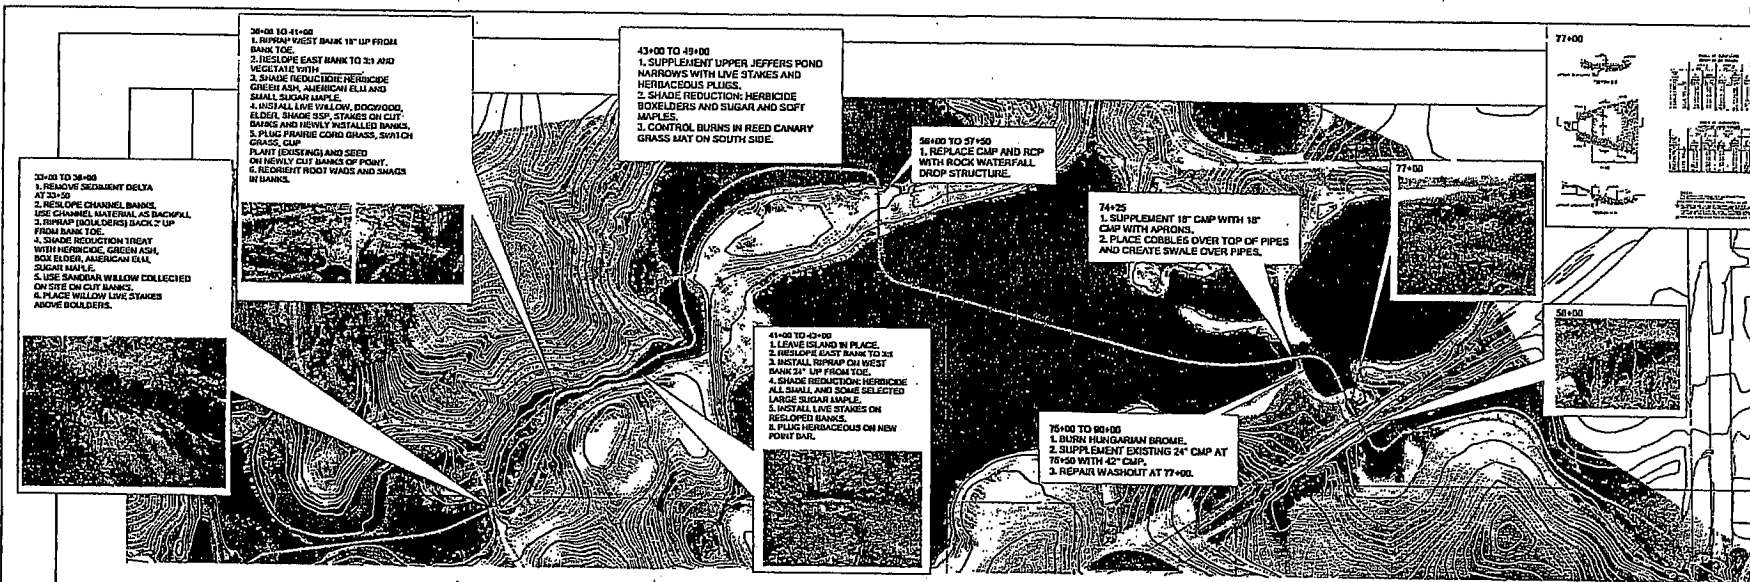 33+00 TO 38+00
1. REMOVE SEDIMENT DELTA
AT 33+50
2. RESLOPE CHANNEL BANKS,
USE CHANNEL MATERIAL AS BACKFILL
3. RIPRAP (BOULDERS) BACK 2' UP
FROM BANK TOE.
4. SHADE REDUCTION TREAT
WITH HERBICIDE, GREEN ASH,
BOX ELDER, AMERICAN ELM,
SUGAR MAPLE.
5. USE SANDBAR WILLOW COLLECTED
ON SITE ON CUT BANKS.
6. PLACE WILLOW LIVE STAKES
ABOVE BOULDERS.
38+00 TO 41+00
1. RIPRAP WEST BANK 18" UP FROM
BANK TOE.
2. RESLOPE EAST BANK TO 3:1 AND
VEGETATE WITH ________
3. SHADE REDUCTION: HERBICIDE
GREEN ASH, AMERICAN ELM AND
SMALL SUGAR MAPLE.
4. INSTALL LIVE WILLOW, DOGWOOD,
ELDER, SHADE SSP, STAKES ON CUT
BANKS AND NEWLY INSTALLED BANKS.
5. PLUG PRAIRIE CORD GRASS, SWITCH
GRASS, CUP
PLANT (EXISTING) AND SEED
ON NEWLY CUT BANKS OF POINT.
6. REORIENT ROOT WADS AND SNAGS
IN BANKS.
43+00 TO 49+00
1. SUPPLEMENT UPPER JEFFERS POND
NARROWS WITH LIVE STAKES AND
HERBACEOUS PLUGS.
2. SHADE REDUCTION: HERBICIDE
BOXELDERS AND SUGAR AND SOFT
MAPLES.
3. CONTROL BURNS IN REED CANARY
GRASS MAT ON SOUTH SIDE.
56+00 TO 57+50
1. REPLACE CMP AND RCP
WITH ROCK WATERFALL
DROP STRUCTURE.
74+25
1. SUPPLEMENT 18" CMP WITH 18"
CMP WITH APRONS.
2. PLACE COBBLES OVER TOP OF PIPES
AND CREATE SWALE OVER PIPES.
77+00
77+00
58+00
41+00 TO 43+00
1. LEAVE ISLAND IN PLACE.
2. RESLOPE EAST BANK TO 3:1
3. INSTALL RIPRAP ON WEST
BANK 24" UP FROM TOE.
4. SHADE REDUCTION: HERBICIDE
ALL SMALL AND SOME SELECTED
LARGE SUGAR MAPLE.
5. INSTALL LIVE STAKES ON
RESLOPED BANKS.
6. PLUG HERBACEOUS ON NEW
POINT BAR.
75+00 TO 90+00
1. BURN HUNGARIAN BROME.
2. SUPPLEMENT EXISTING 24" CMP AT
75+50 WITH 42" CMP.
3. REPAIR WASHOUT AT 77+00.